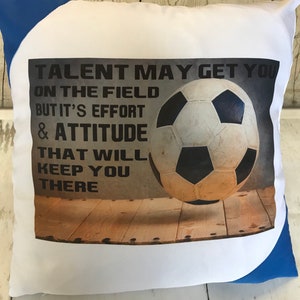 TALENT MAY GET YOU
ON THE FIELD
BUT IT'S EFFORT
& ATTITUDE
THAT WILL
KEEP YOU
THERE